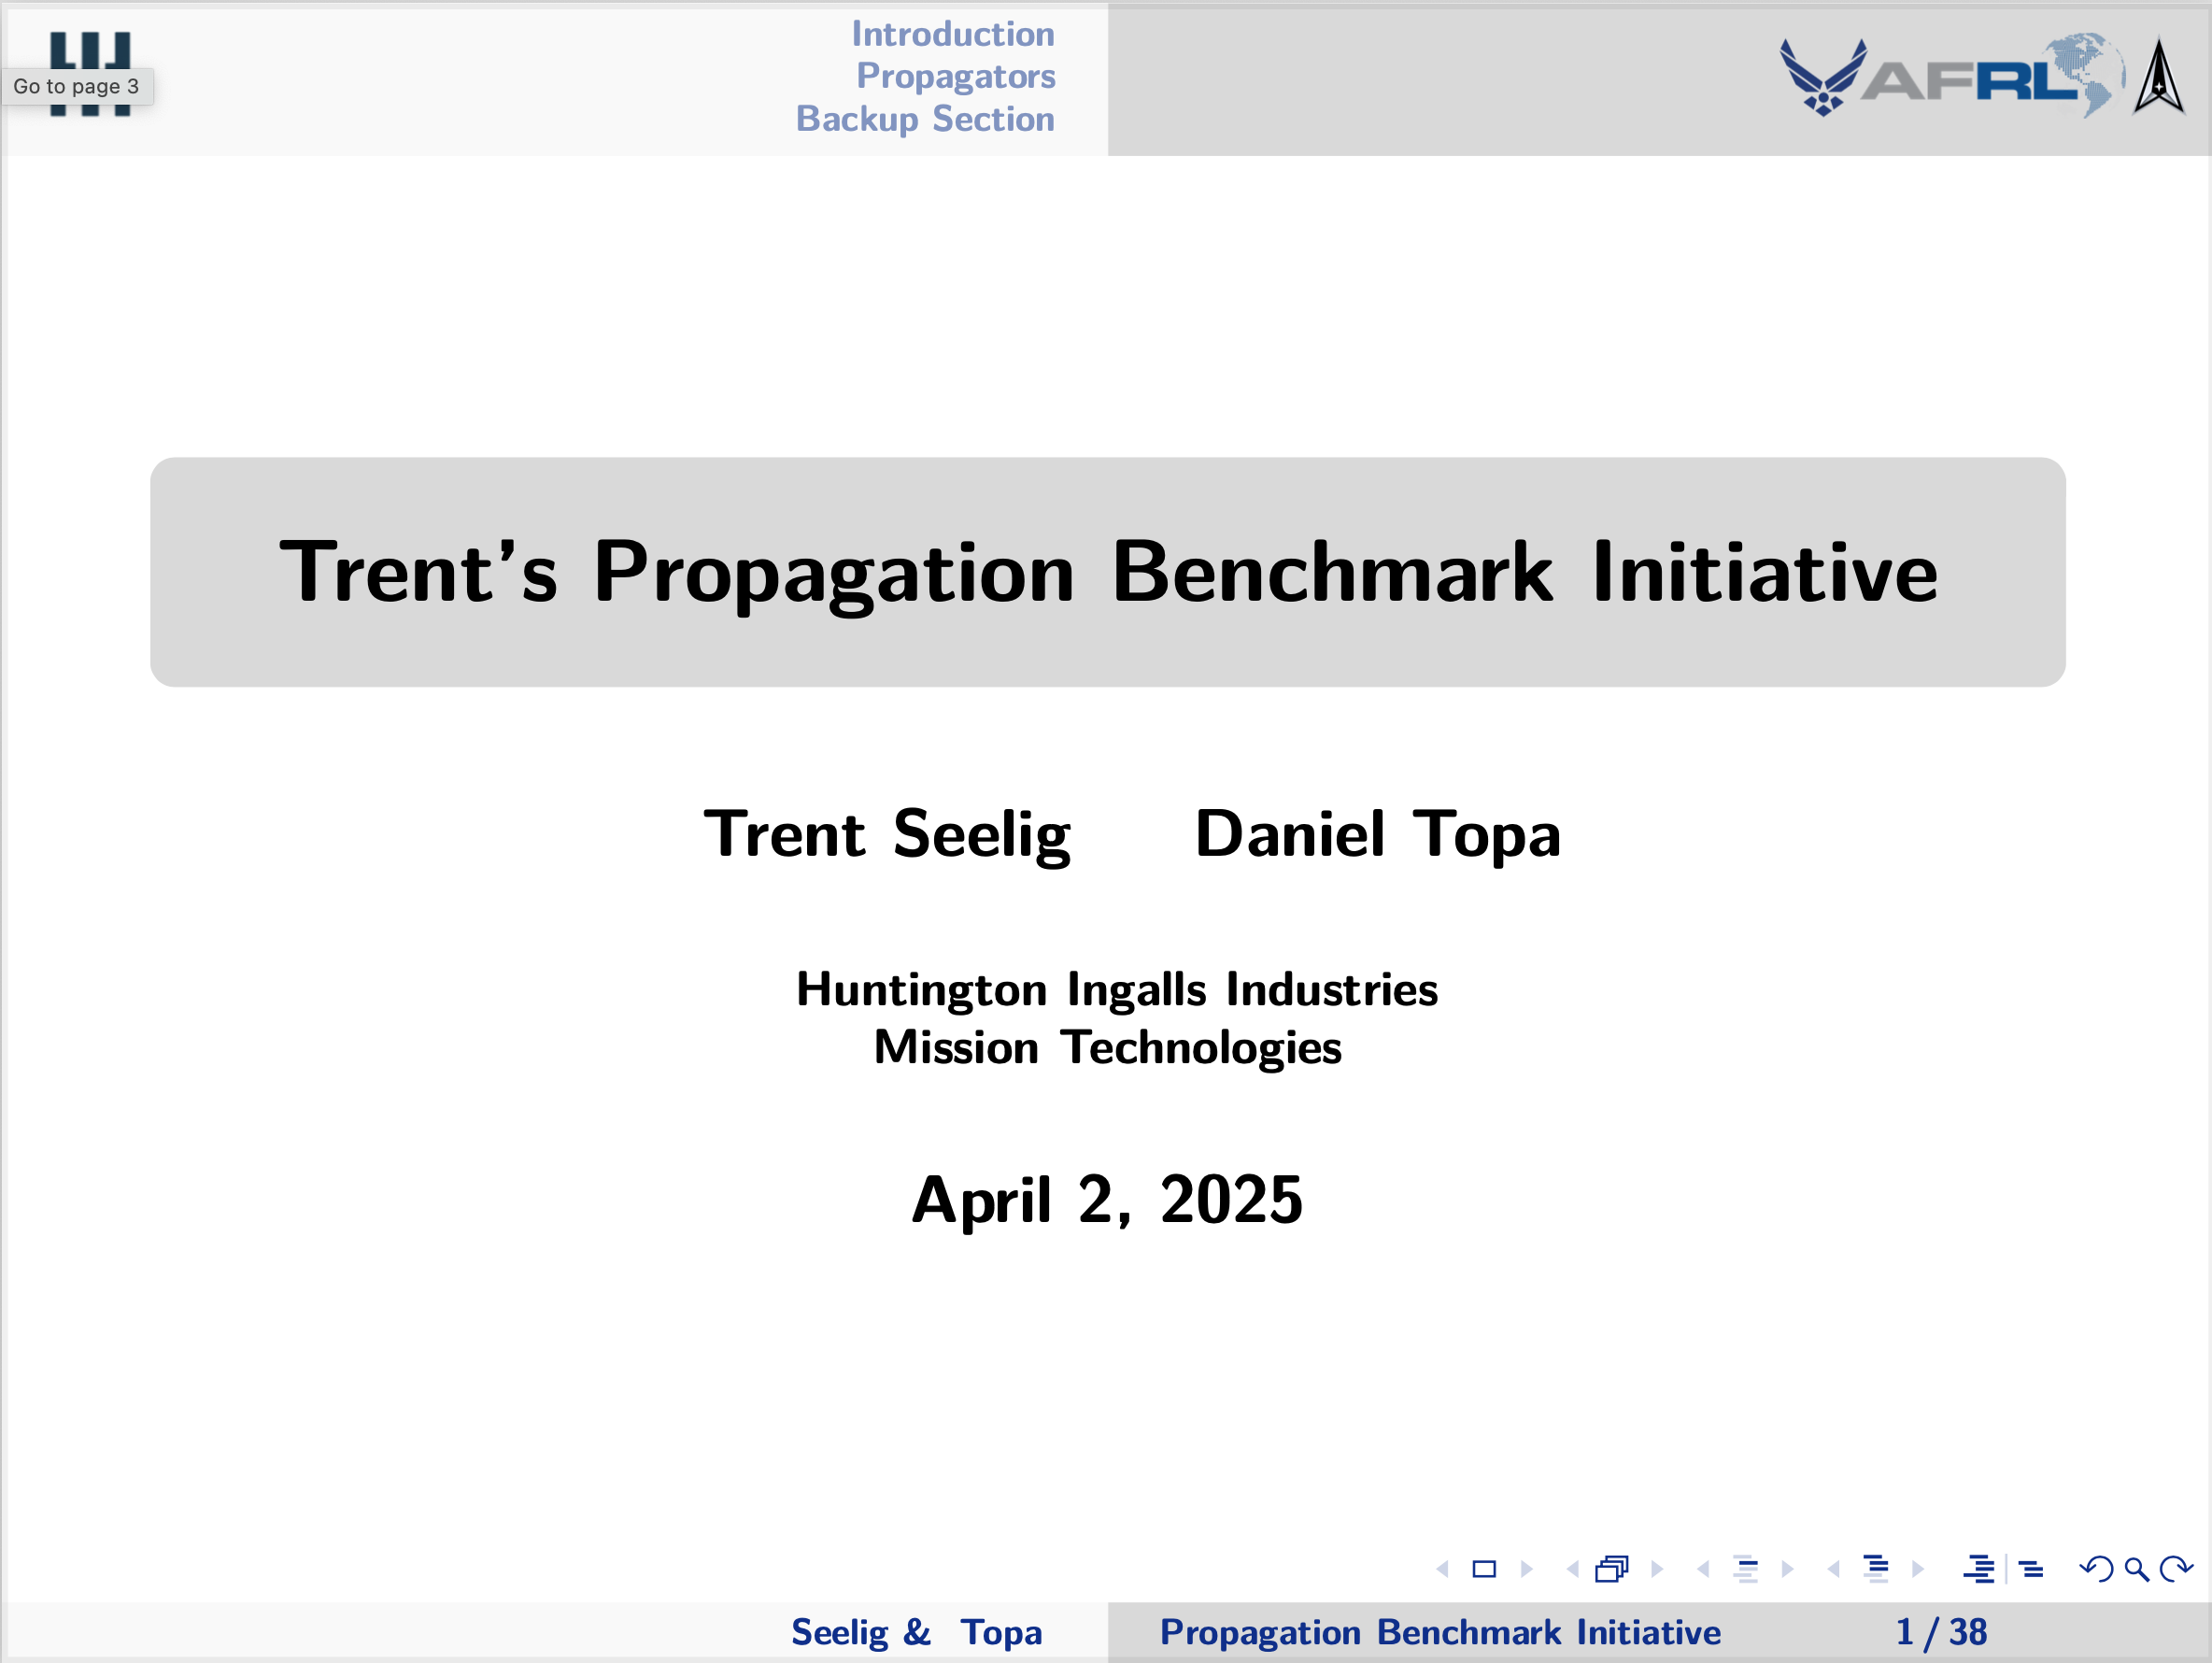 Introduction
Propagators
Backup Section
Go to page 3
AFRL
Trent's Propagation Benchmark Initiative
Trent Seelig Daniel Topa
Huntington Ingalls Industries
Mission Technologies
April 2, 2025
Seelig & Topa Propagation Benchmark Initiative 1 / 38